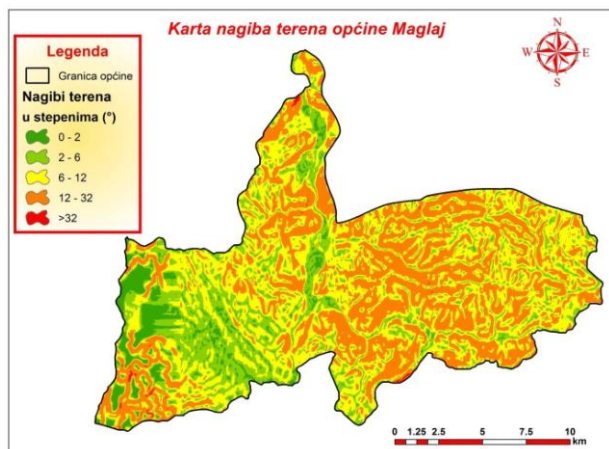 Karta nagiba terena općine Maglaj
Legenda
Granica općine
Nagibi terena
u stepenima (°)
0 - 2
2 - 6
6 - 12
12 - 32
>32
N
W E
S
0 1.25 2.5 5 7.5 10
km